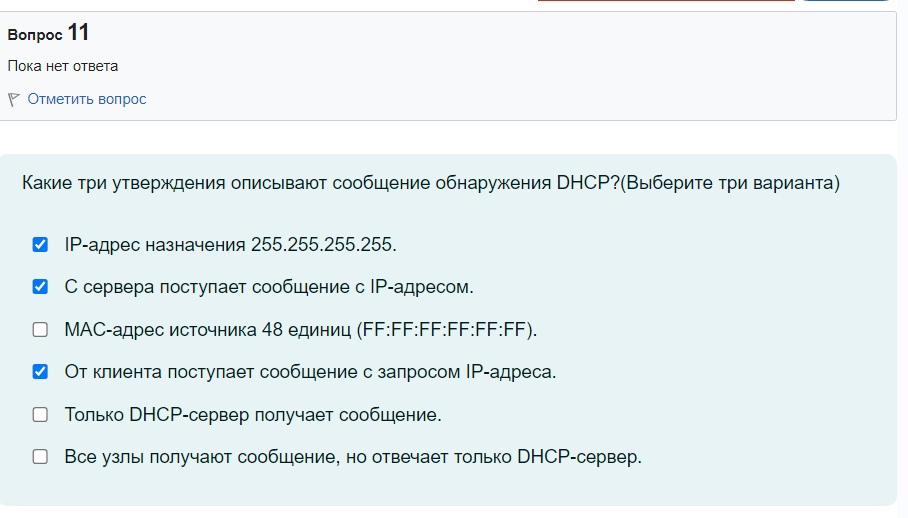 Вопрос 11
Пока нет ответа
Отметить вопрос
Какие три утверждения описывают сообщение обнаружения DHCP?(Выберите три варианта)
IP-адрес назначения 255.255.255.255.
С сервера поступает сообщение с IP-адресом.
MAC-адрес источника 48 единиц (FF:FF:FF:FF:FF:FF).
От клиента поступает сообщение с запросом IP-адреса.
Только DHCP-сервер получает сообщение.
Все узлы получают сообщение, но отвечает только DHCP-сервер.